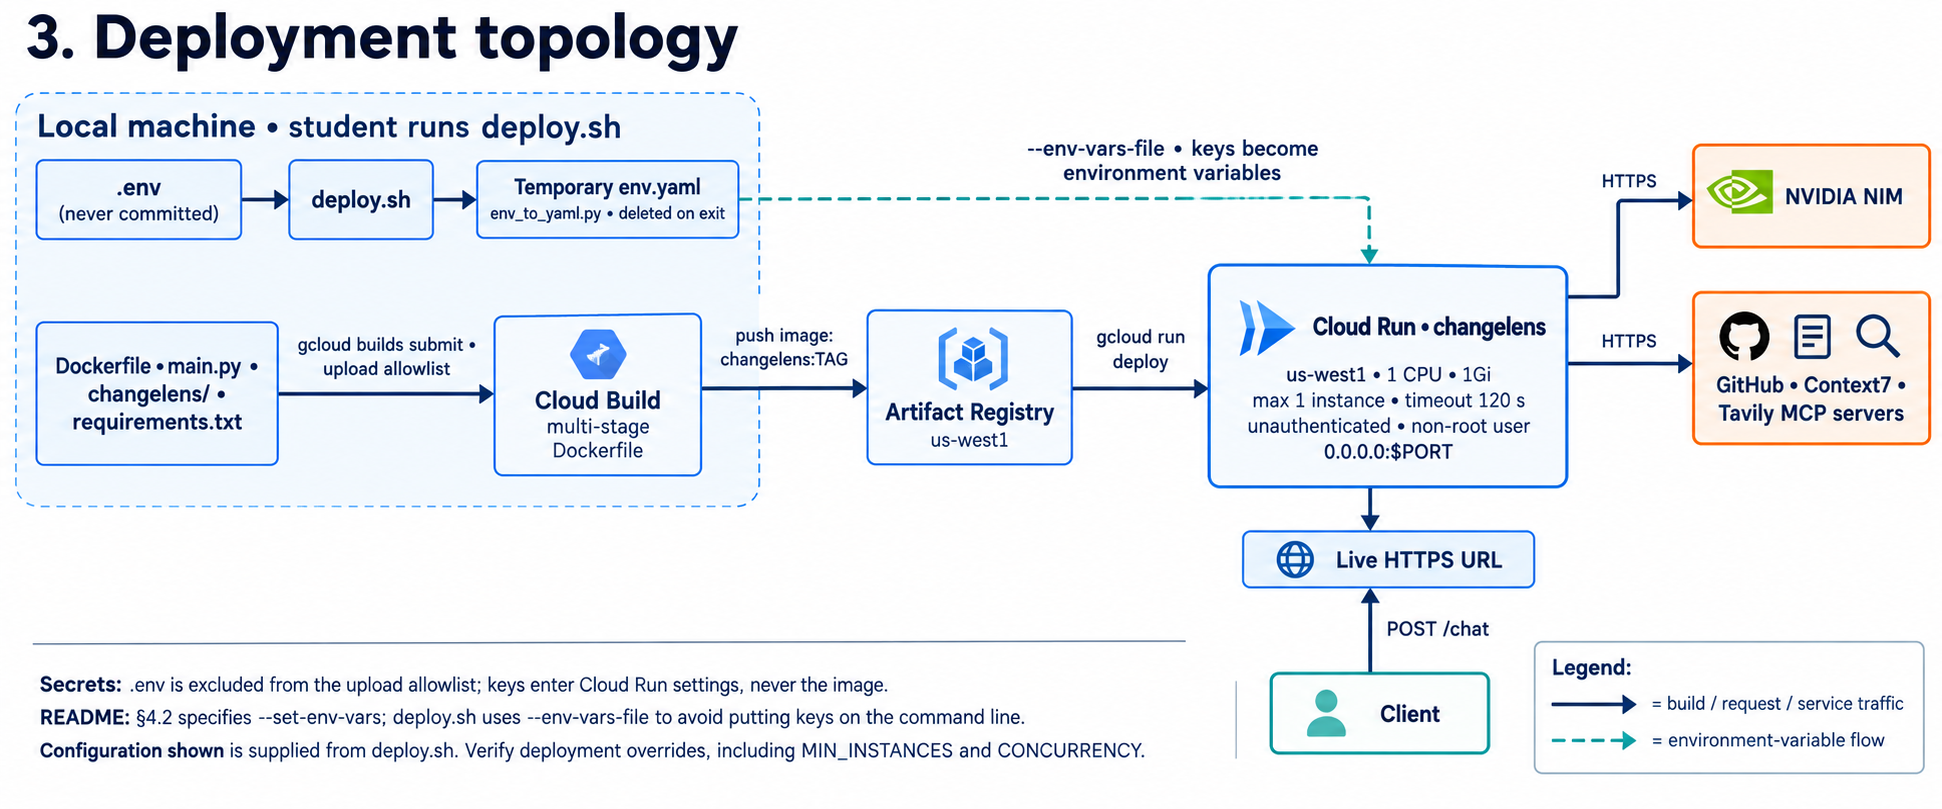 3. Deployment topology
Local machine • student runs deploy.sh
.env
(never committed)
deploy.sh
Temporary env.yaml
env_to_yaml.py • deleted on exit
--env-vars-file • keys become
environment variables
HTTPS
NVIDIA NIM
Dockerfile • main.py •
changelens/ •
requirements.txt
gcloud builds submit •
upload allowlist
Cloud Build
multi-stage
Dockerfile
push image:
changelens:TAG
Artifact Registry
us-west1
gcloud run
deploy
Cloud Run • changelens
us-west1 • 1 CPU • 1Gi
max 1 instance • timeout 120 s
unauthenticated • non-root user
0.0.0.0:$PORT
HTTPS
GitHub • Context7 •
Tavily MCP servers
Live HTTPS URL
POST /chat
Client
Secrets: .env is excluded from the upload allowlist; keys enter Cloud Run settings, never the image.
README: §4.2 specifies --set-env-vars; deploy.sh uses --env-vars-file to avoid putting keys on the command line.
Configuration shown is supplied from deploy.sh. Verify deployment overrides, including MIN_INSTANCES and CONCURRENCY.
Legend:
= build / request / service traffic
= environment-variable flow